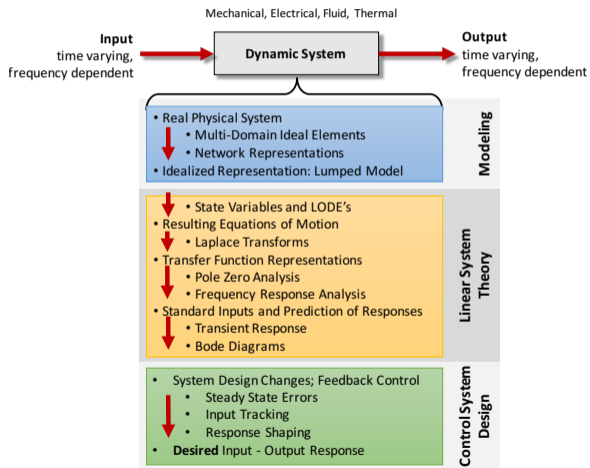 Mechanical, Electrical, Fluid, Thermal
Input
time varying,
frequency dependent
Dynamic System
Output
time varying,
frequency dependent
• Real Physical System
• Multi-Domain Ideal Elements
• Network Representations
• Idealized Representation: Lumped Model
Modeling
• State Variables and LODE's
• Resulting Equations of Motion
• Laplace Transforms
• Transfer Function Representations
• Pole Zero Analysis
• Frequency Response Analysis
• Standard Inputs and Prediction of Responses
• Transient Response
• Bode Diagrams
Linear System
Theory
• System Design Changes; Feedback Control
• Steady State Errors
• Input Tracking
• Response Shaping
• Desired Input - Output Response
Control System
Design